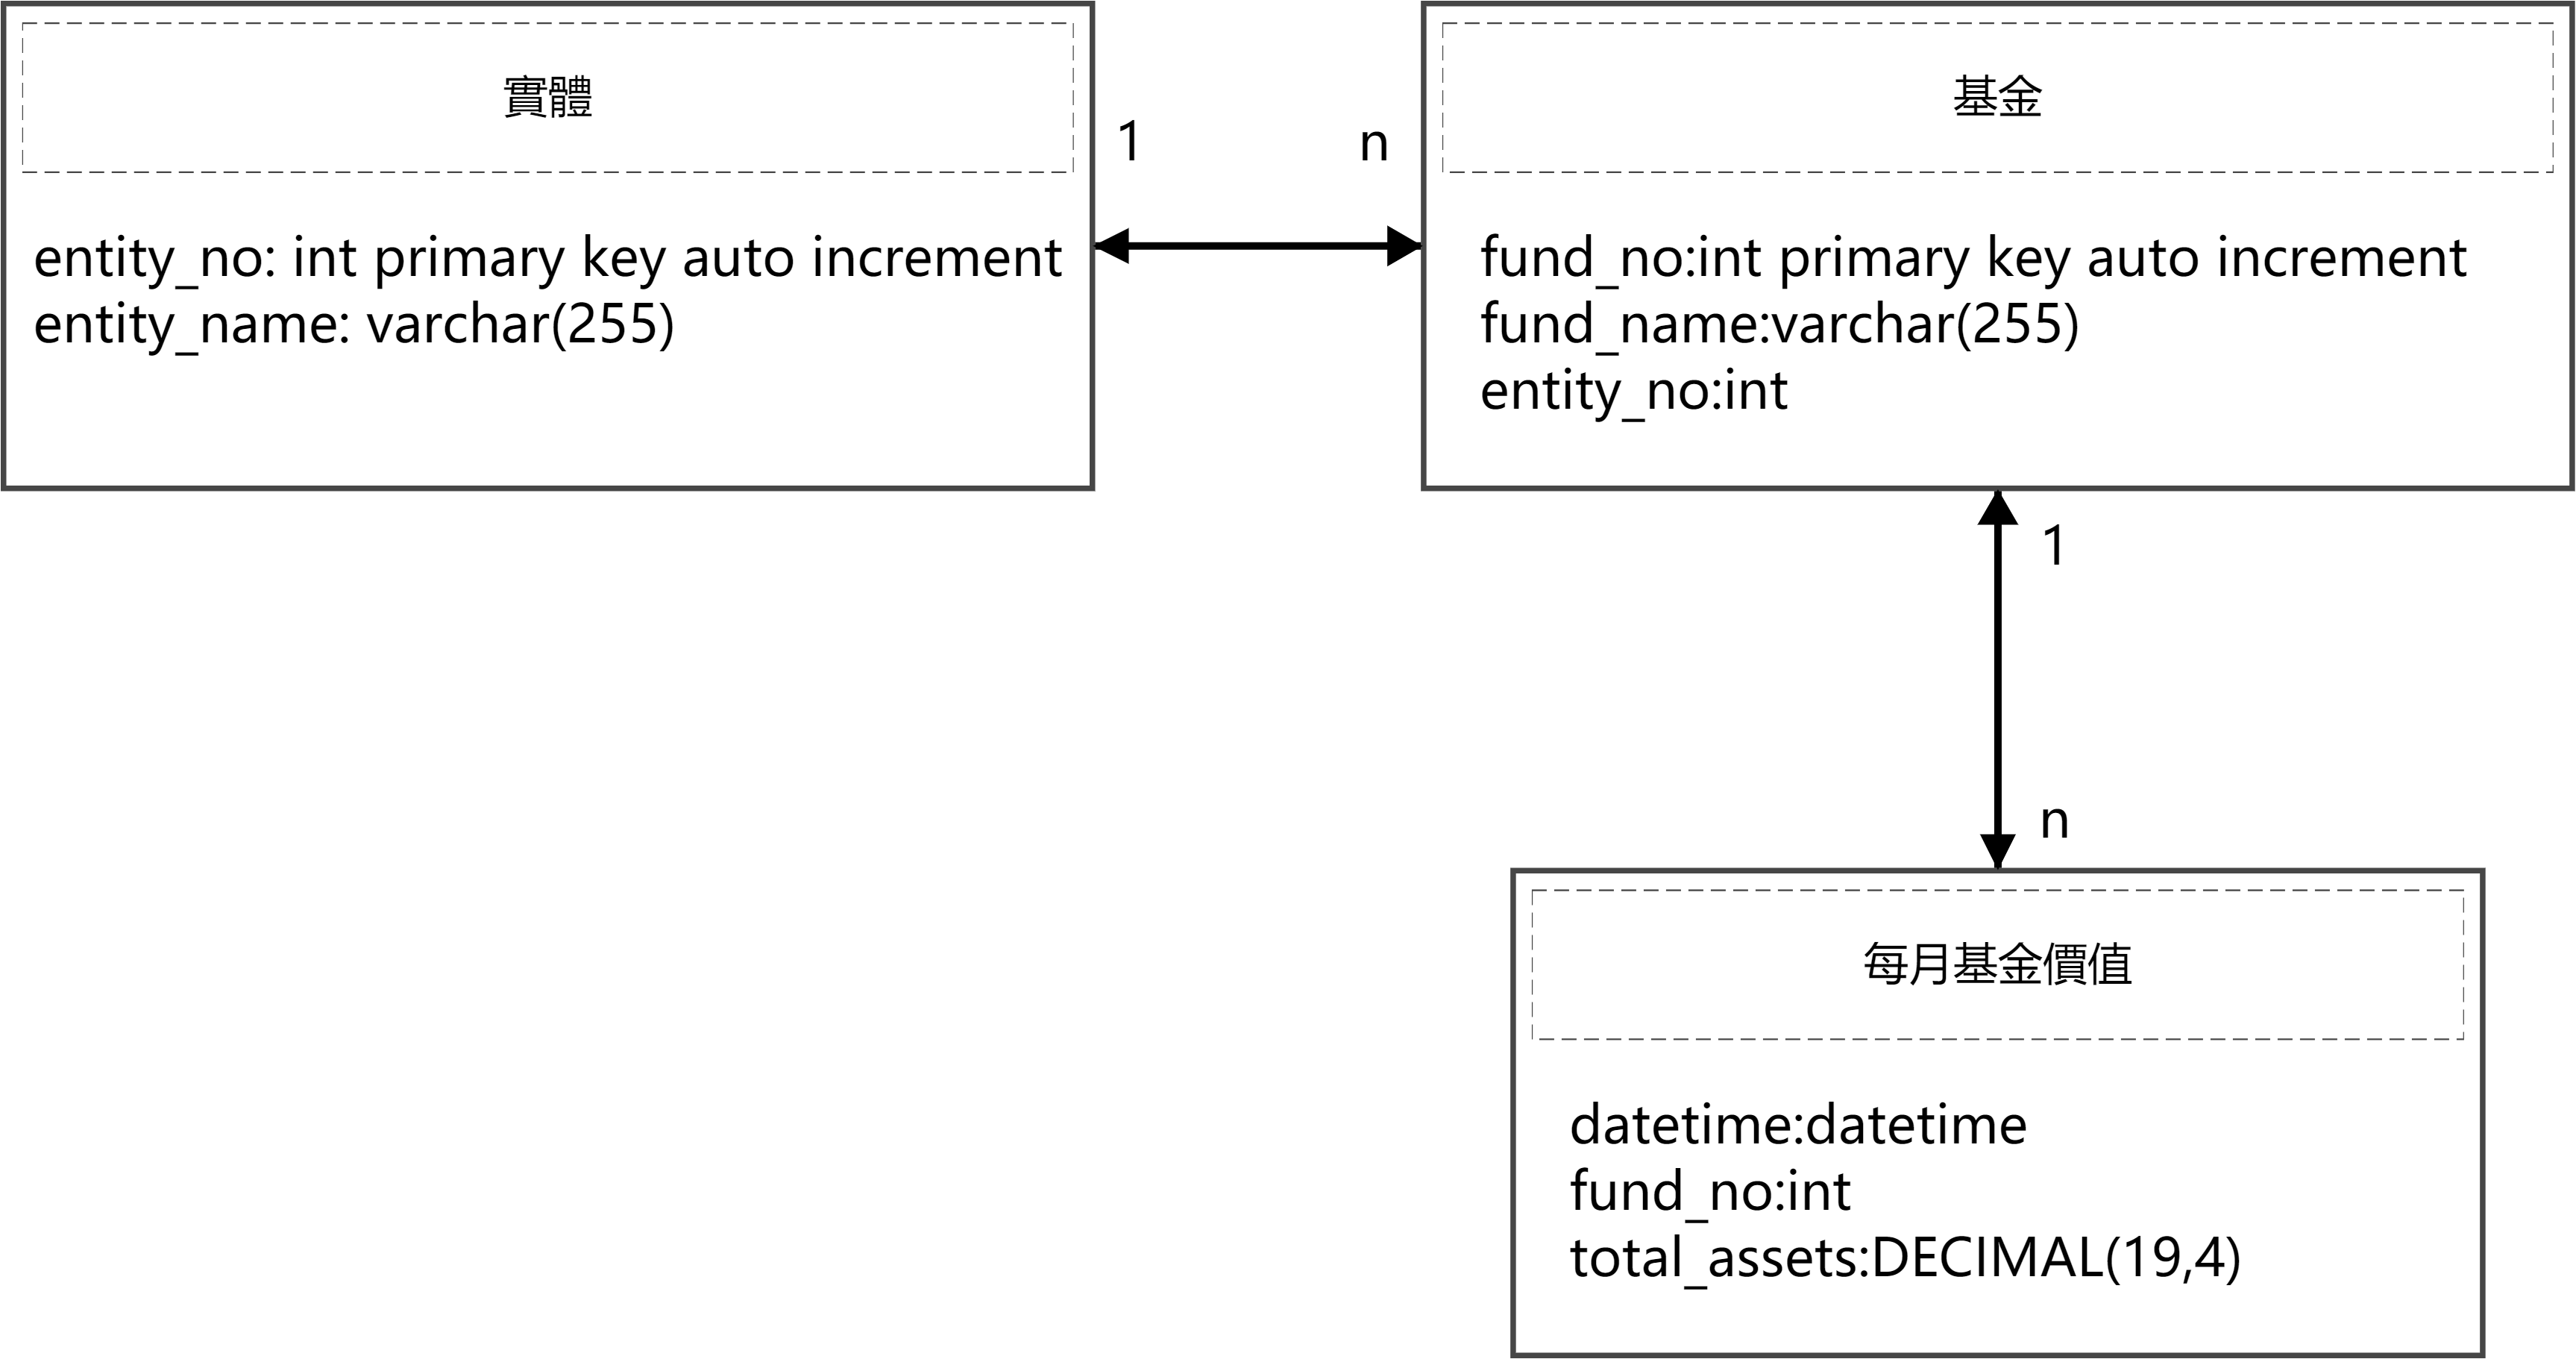 實體
entity_no: int primary key auto increment
entity_name: varchar(255)
1
n
基金
fund_no:int primary key auto increment
fund_name:varchar(255)
entity_no:int
1
n
每月基金價值
datetime:datetime
fund_no:int
total_assets:DECIMAL(19,4)